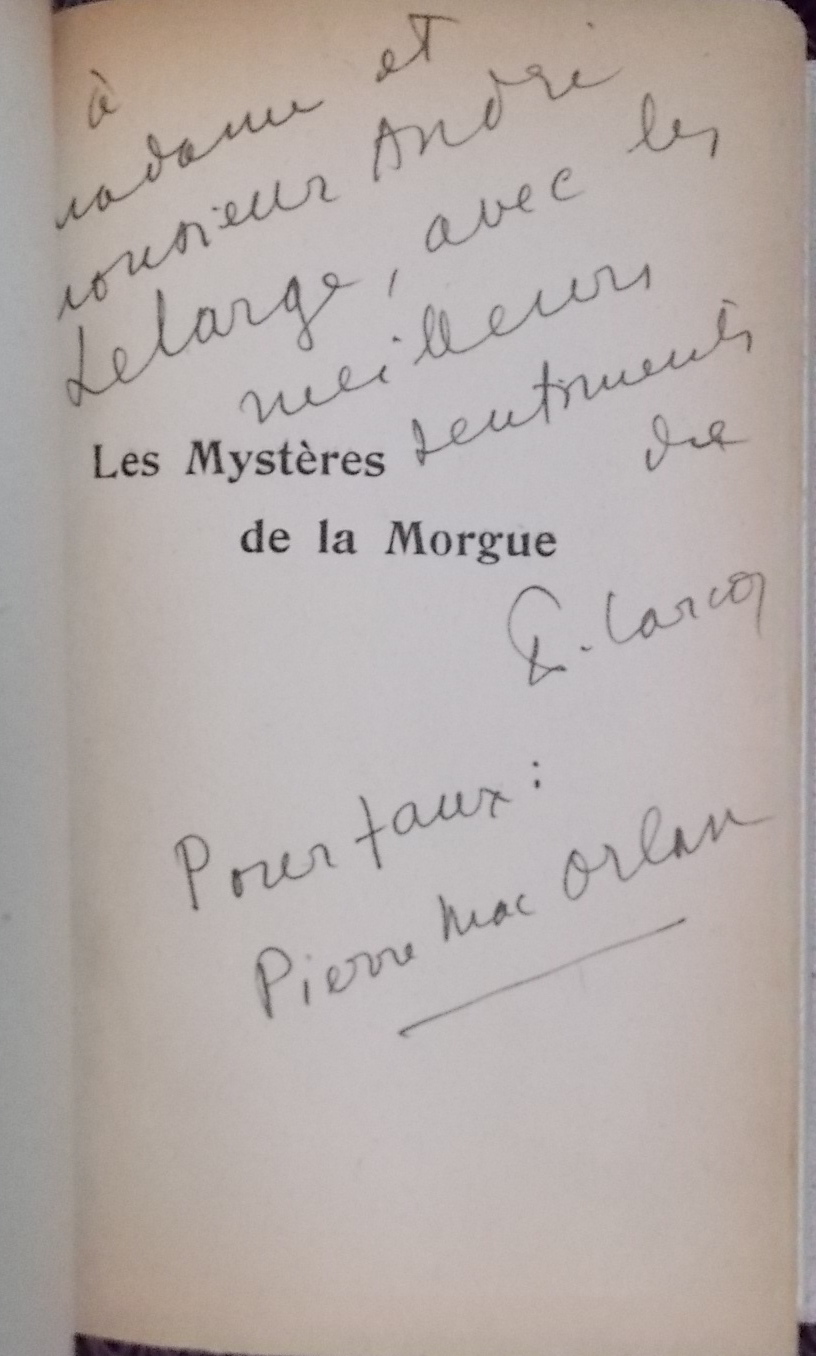 à
madame et
monsieur André
Lelarge, avec les
meilleurs
sentiments
de
Les Mystères
de la Morgue
F. Carco
Pour faux :
Pierre Mac Orlan